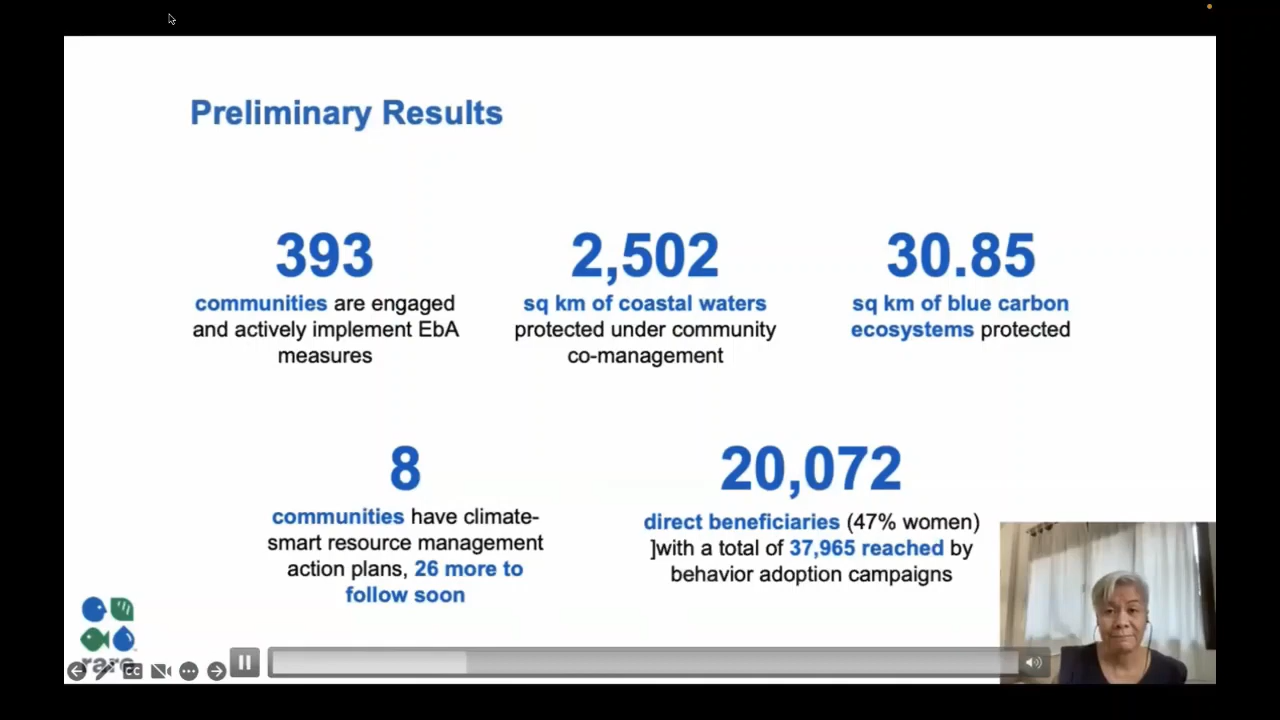 Preliminary Results
393
communities are engaged
and actively implement EbA
measures
2,502
sq km of coastal waters
protected under community
co-management
30.85
sq km of blue carbon
ecosystems protected
8
communities have climate-
smart resource management
action plans, 26 more to
follow soon
20,072
direct beneficiaries (47% women)
]with a total of 37,965 reached by
behavior adoption campaigns
rare
CC